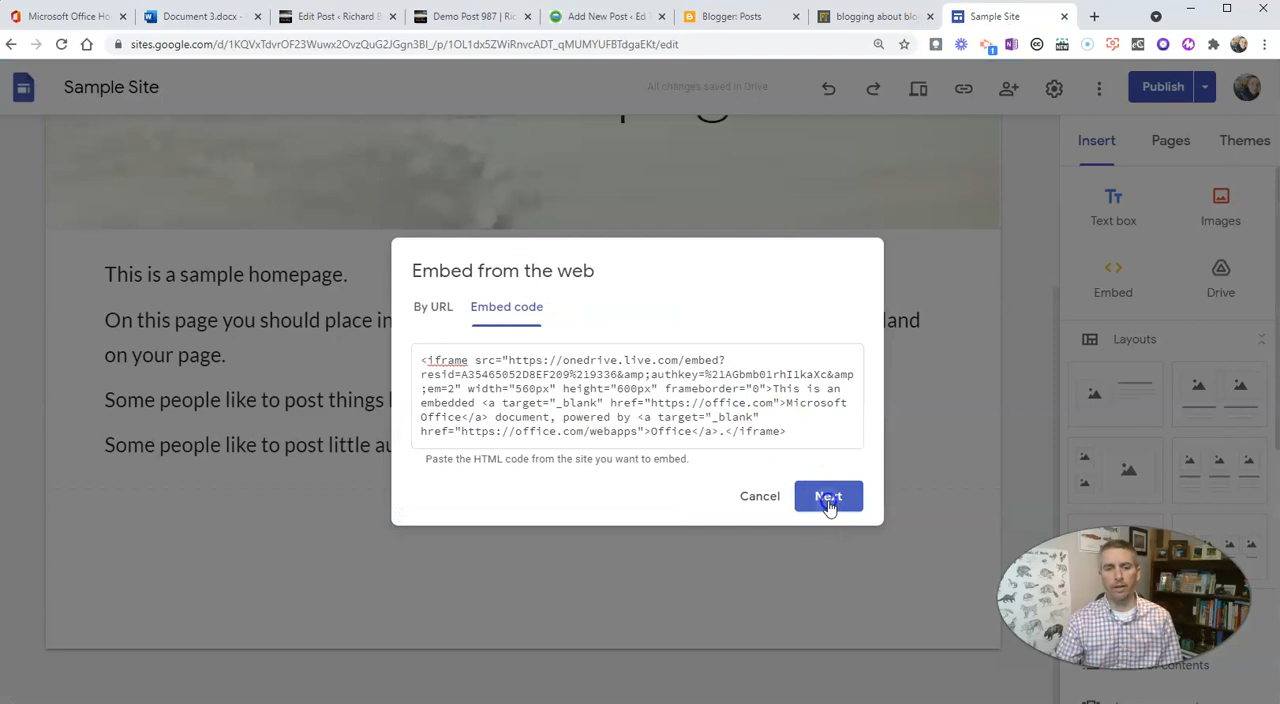 Microsoft Office Ho
Document 3.docx -
Edit Post ‹ Richard B
Demo Post 987 | Ric
Add New Post ‹ Ed T
Blogger: Posts
blogging about blo
Sample Site
sites.google.com/d/1KQVxTdvrOF23Wuwx2OvzQuG2JGgn3Bl_/p/1OL1dx5ZWiRnvcADT_qMUMYUFBTdgaEKt/edit
Sample Site
All changes saved in Drive
Publish
Insert
Pages
Themes
Text box
Images
Embed
Drive
Layouts
This is a sample homepage.
On this page you should place in
land
on your page.
Some people like to post things
Some people like to post little au
Embed from the web
By URL
Embed code
<iframe src="https://onedrive.live.com/embed?
resid=A35465052D8EF209%219336&amp;authkey=%21AGbmb01rhI1kaXc&amp
;em=2" width="560px" height="600px" frameborder="0">This is an
embedded <a target="_blank" href="https://office.com">Microsoft
Office</a> document, powered by <a target="_blank"
href="https://office.com/webapps">Office</a>.</iframe>
Paste the HTML code from the site you want to embed.
Cancel
Next
contents